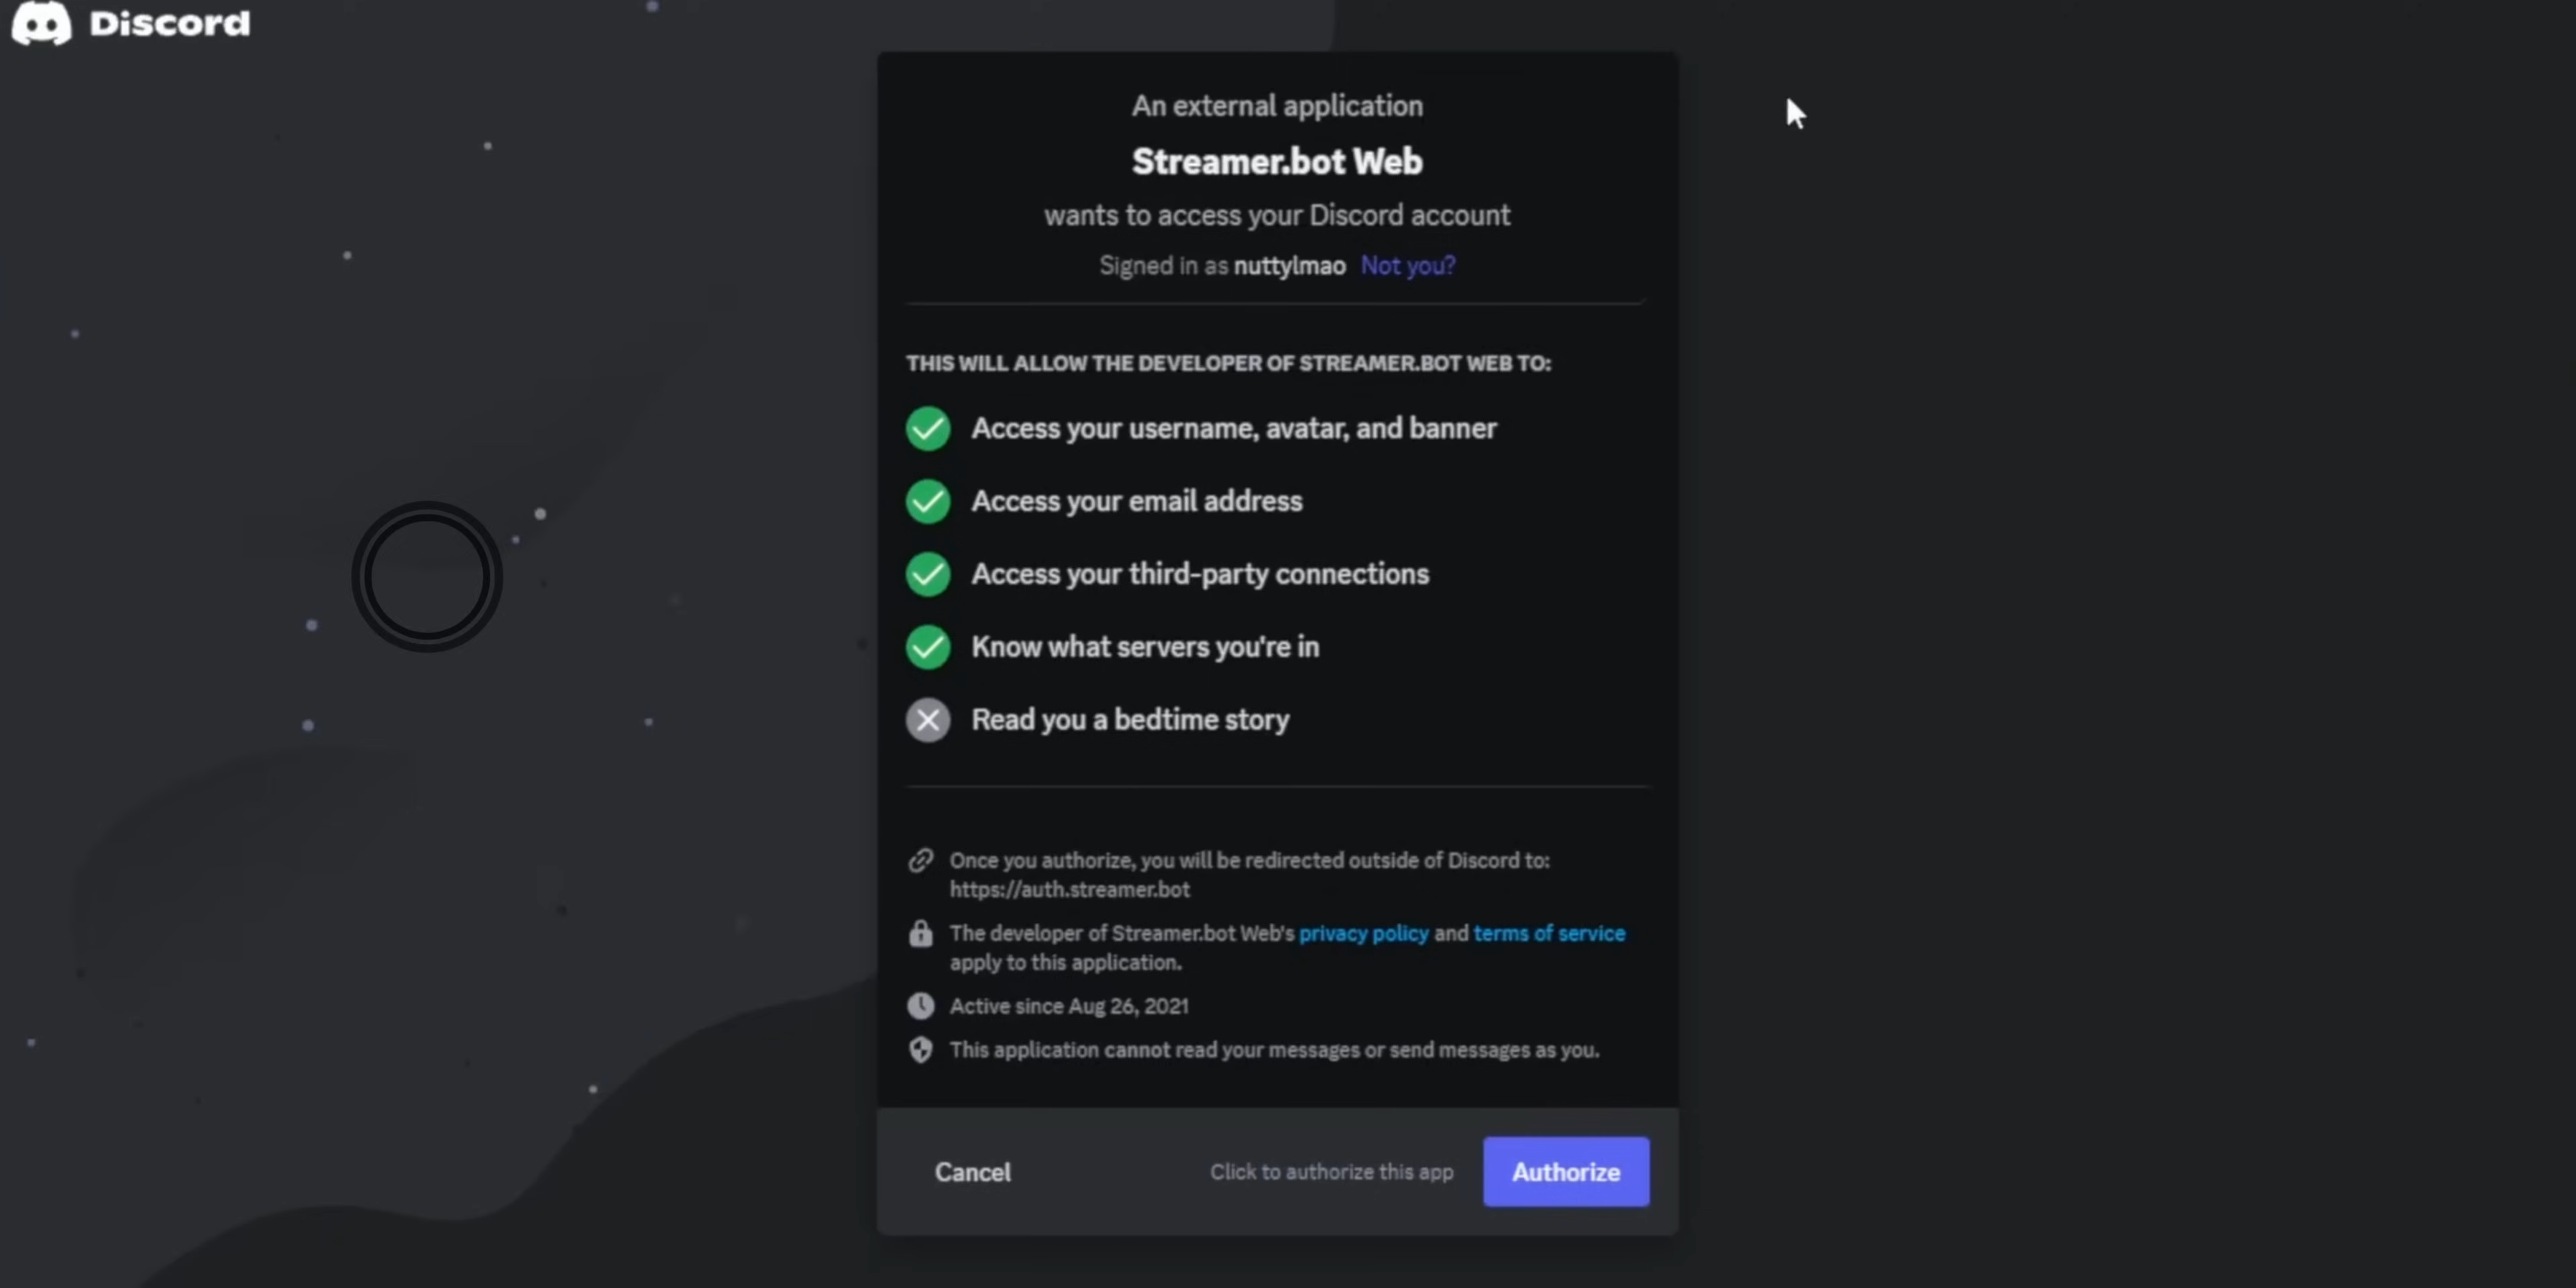 Discord
An external application
Streamer.bot Web
wants to access your Discord account
Signed in as nuttylmao Not you?
THIS WILL ALLOW THE DEVELOPER OF STREAMER.BOT WEB TO:
Access your username, avatar, and banner
Access your email address
Access your third-party connections
Know what servers you're in
Read you a bedtime story
Once you authorize, you will be redirected outside of Discord to:
https://auth.streamer.bot
The developer of Streamer.bot Web's privacy policy and terms of service
apply to this application.
Active since Aug 26, 2021
This application cannot read your messages or send messages as you.
Cancel
Click to authorize this app
Authorize